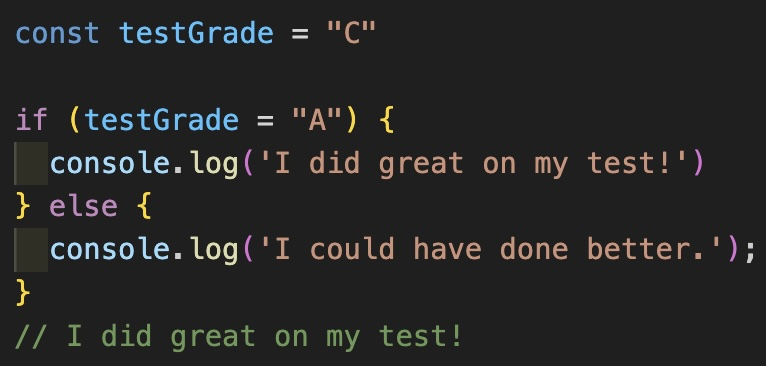 const testGrade = "C"
if (testGrade = "A") {
console.log('I did great on my test!')
} else {
console.log('I could have done better.');
}
// I did great on my test!